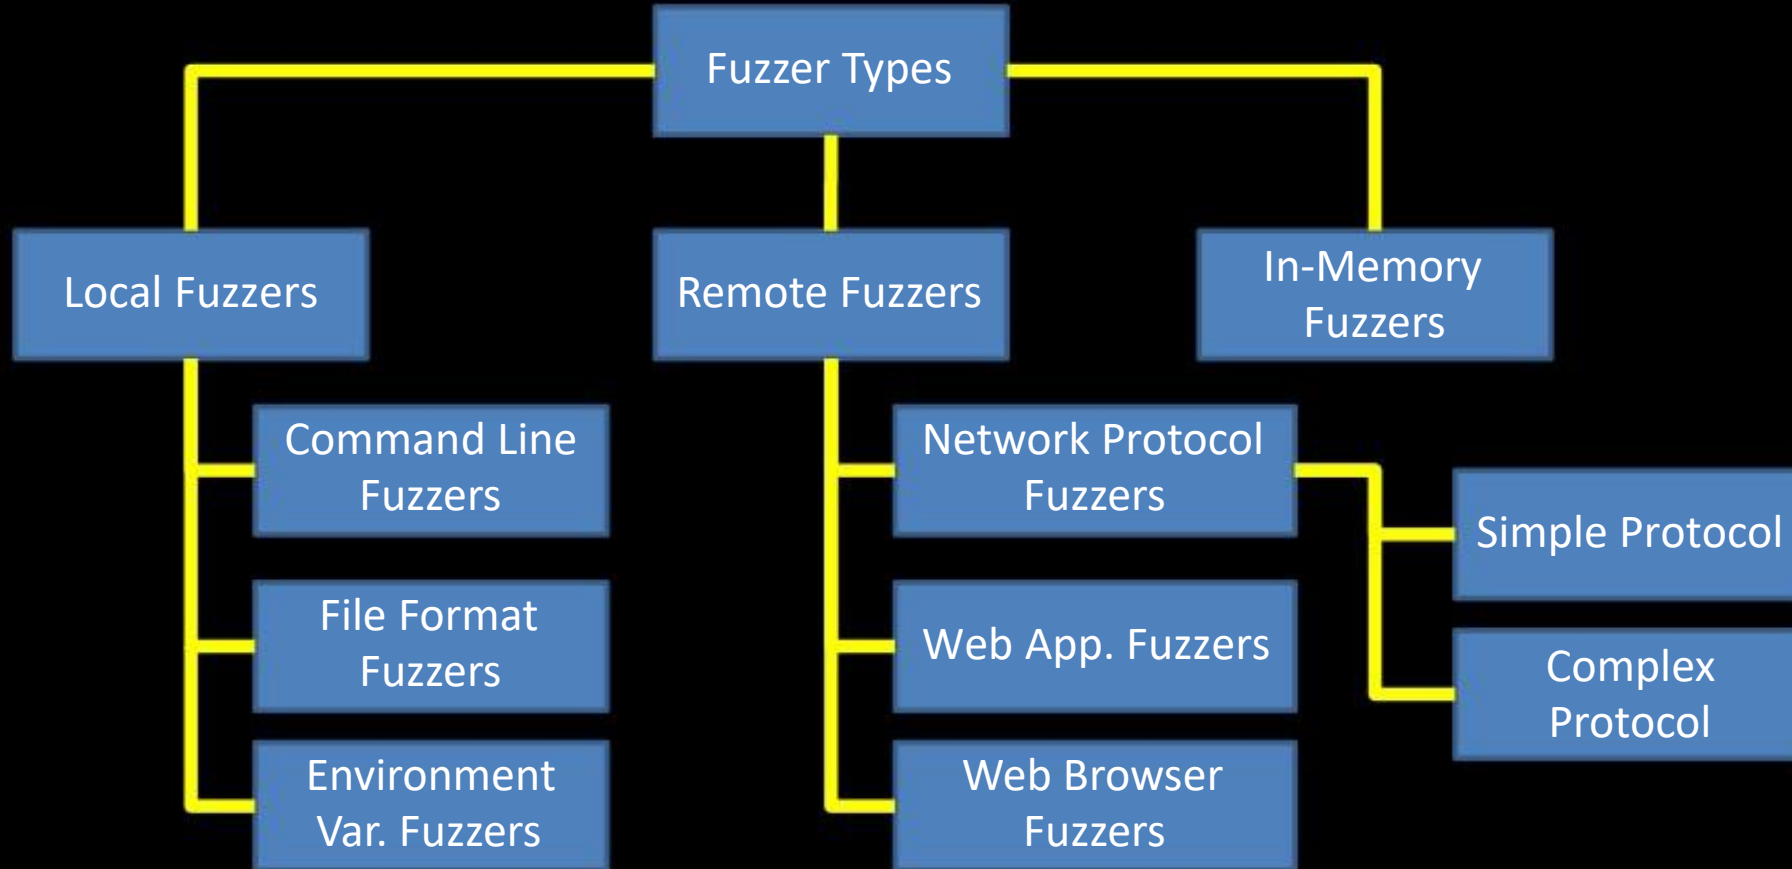 Fuzzer Types
Local Fuzzers
Remote Fuzzers
In-Memory
Fuzzers
Command Line
Fuzzers
File Format
Fuzzers
Environment
Var. Fuzzers
Network Protocol
Fuzzers
Web App. Fuzzers
Web Browser
Fuzzers
Simple Protocol
Complex
Protocol